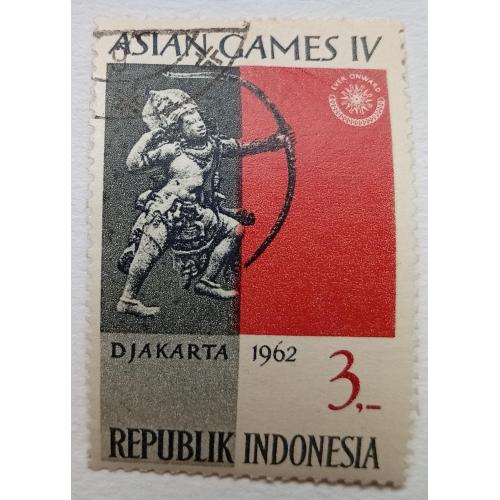 ASIAN GAMES IV
EVER ONWARD
DJAKARTA 1962
3,-
REPUBLIK INDONESIA